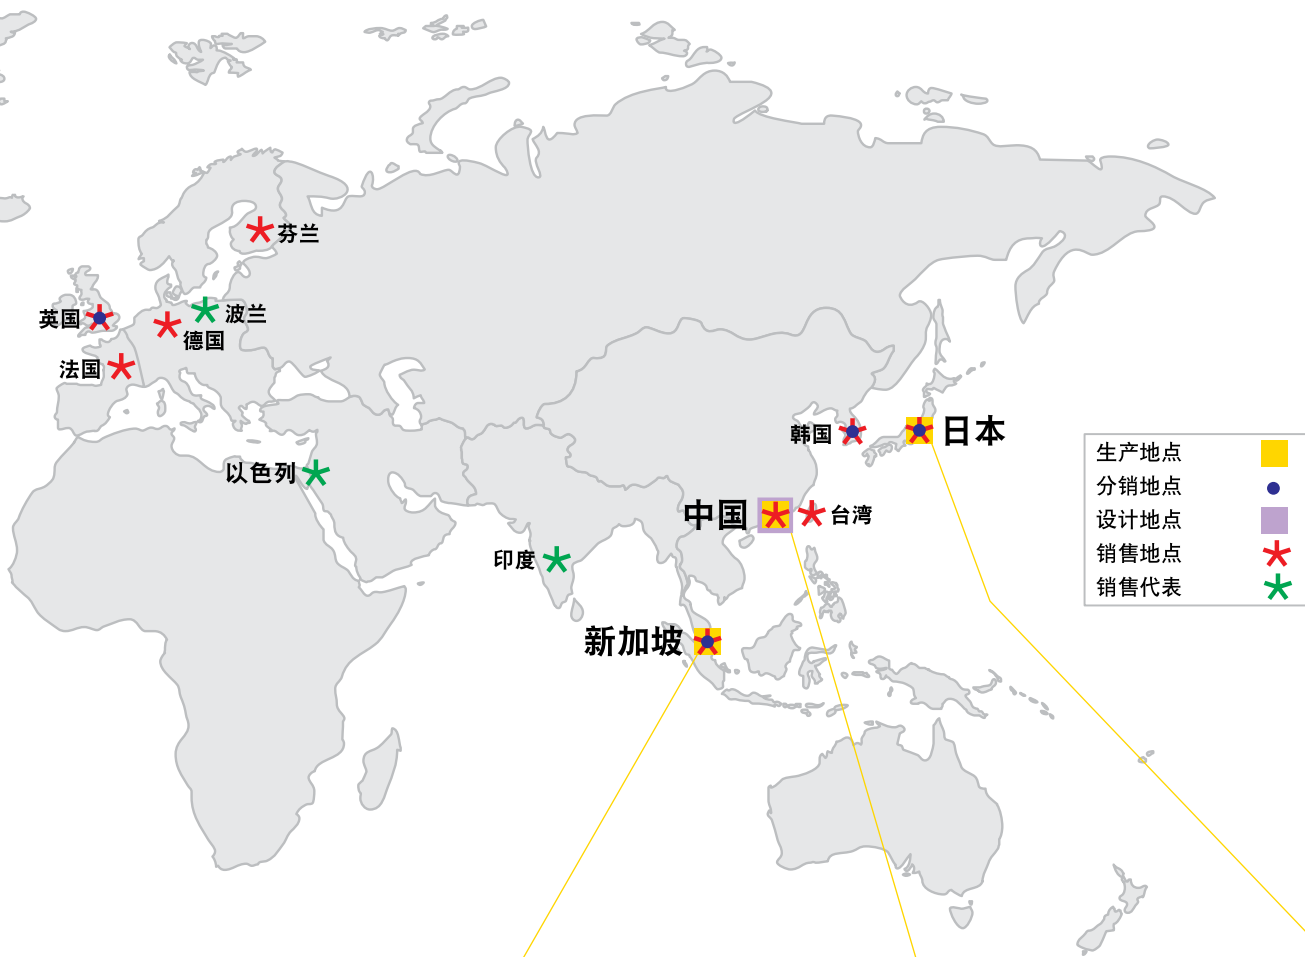 芬兰
英国
波兰
德国
法国
韩国
日本
以色列
中国
台湾
印度
新加坡
生产地点
分销地点
设计地点
销售地点
销售代表